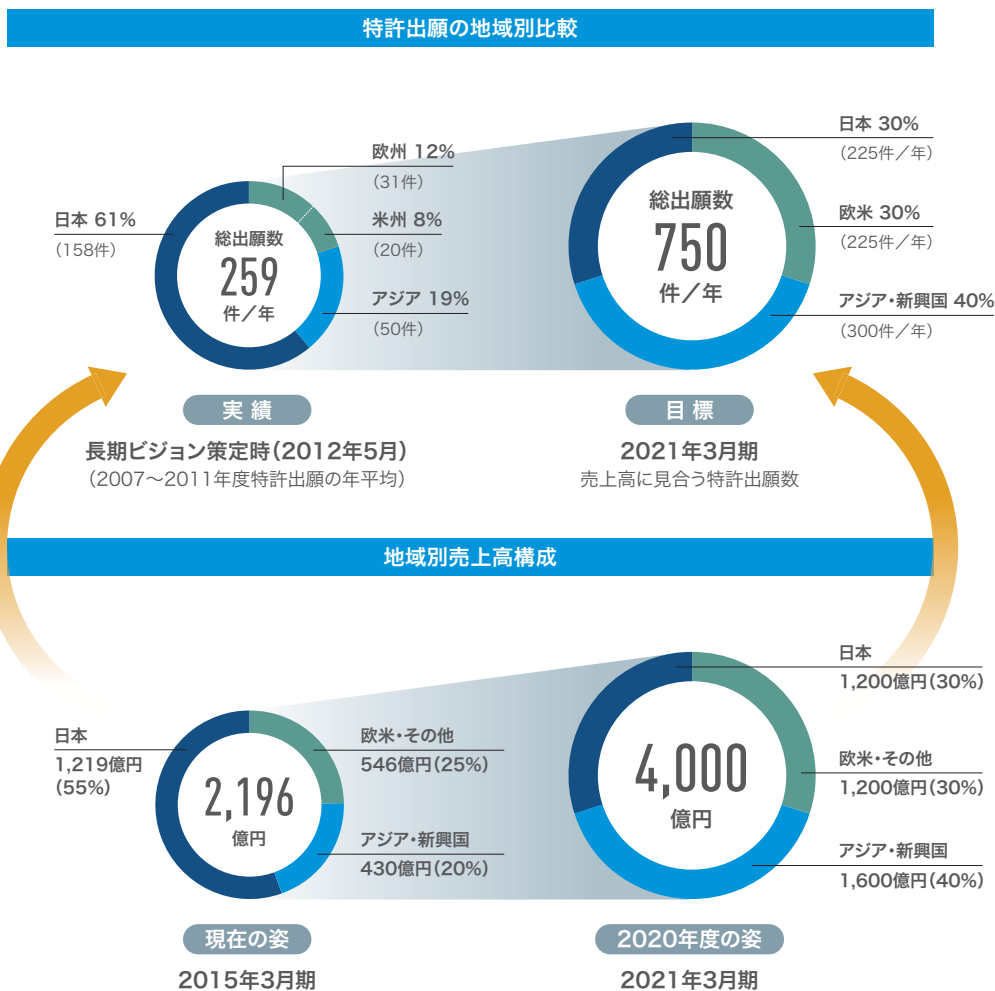 特許出願の地域別比較
日本 61%
（158件）
欧州 12%
（31件）
米州 8%
（20件）
アジア 19%
（50件）
総出願数
259
件／年
日本 30%
（225件／年）
欧米 30%
（225件／年）
アジア・新興国 40%
（300件／年）
総出願数
750
件／年
実績
長期ビジョン策定時（2012年5月）
（2007～2011年度特許出願の年平均）
目標
2021年3月期
売上高に見合う特許出願数
地域別売上高構成
日本
1,219億円
（55%）
欧米・その他
546億円（25%）
アジア・新興国
430億円（20%）
2,196
億円
日本
1,200億円（30%）
欧米・その他
1,200億円（30%）
アジア・新興国
1,600億円（40%）
4,000
億円
現在の姿
2015年3月期
2020年度の姿
2021年3月期